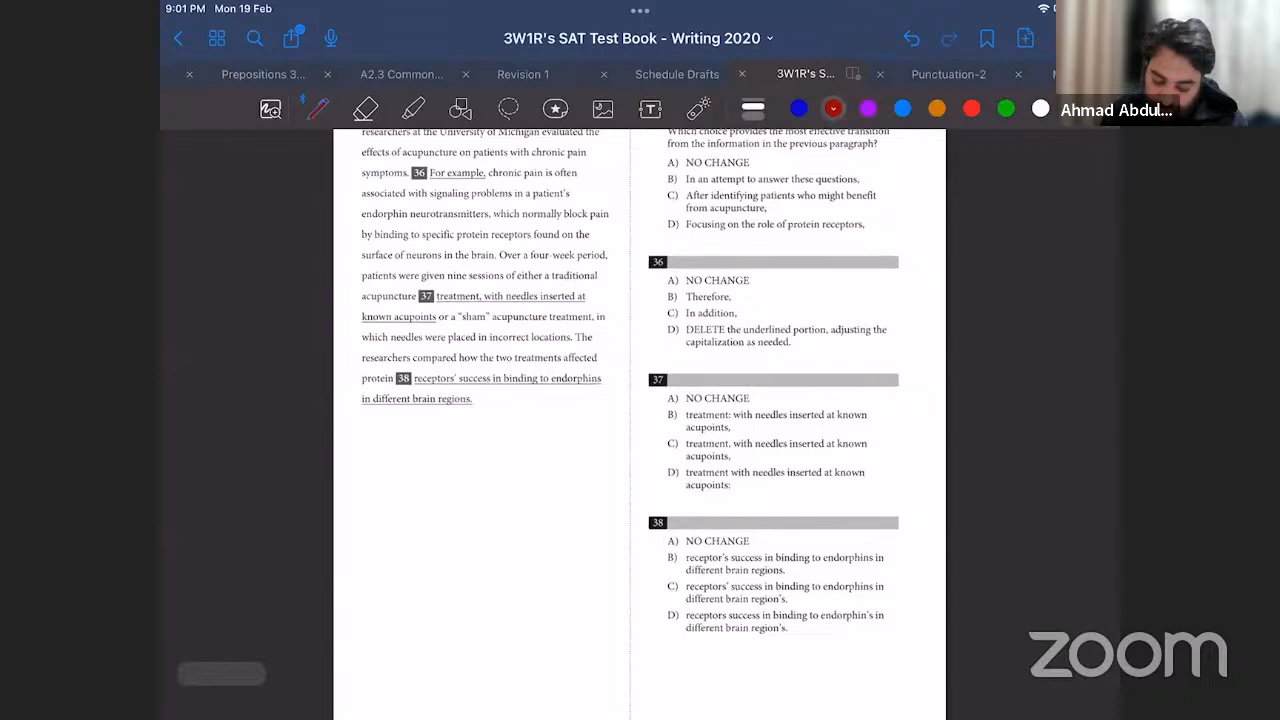 9:01 PM Mon 19 Feb
3W1R's SAT Test Book - Writing 2020
Prepositions 3...
A2.3 Common...
Revision 1
Schedule Drafts
3W1R's S...
Punctuation-2
Ahmad Abdul...
researchers at the University of Michigan evaluated the
effects of acupuncture on patients with chronic pain
symptoms. 36 For example, chronic pain is often
associated with signaling problems in a patient's
endorphin neurotransmitters, which normally block pain
by binding to specific protein receptors found on the
surface of neurons in the brain. Over a four-week period,
patients were given nine sessions of either a traditional
acupuncture 37 treatment, with needles inserted at
known acupoints or a "sham" acupuncture treatment, in
which needles were placed in incorrect locations. The
researchers compared how the two treatments affected
protein 38 receptors' success in binding to endorphins
in different brain regions.
Which choice provides the most effective transition
from the information in the previous paragraph?
A) NO CHANGE
B) In an attempt to answer these questions,
C) After identifying patients who might benefit
from acupuncture,
D) Focusing on the role of protein receptors,
36
A) NO CHANGE
B) Therefore,
C) In addition,
D) DELETE the underlined portion, adjusting the
capitalization as needed.
37
A) NO CHANGE
B) treatment: with needles inserted at known
acupoints,
C) treatment, with needles inserted at known
acupoints,
D) treatment with needles inserted at known
acupoints:
38
A) NO CHANGE
B) receptor's success in binding to endorphins in
different brain regions.
C) receptors' success in binding to endorphins in
different brain region's.
D) receptors success in binding to endorphin's in
different brain region's.
zoom